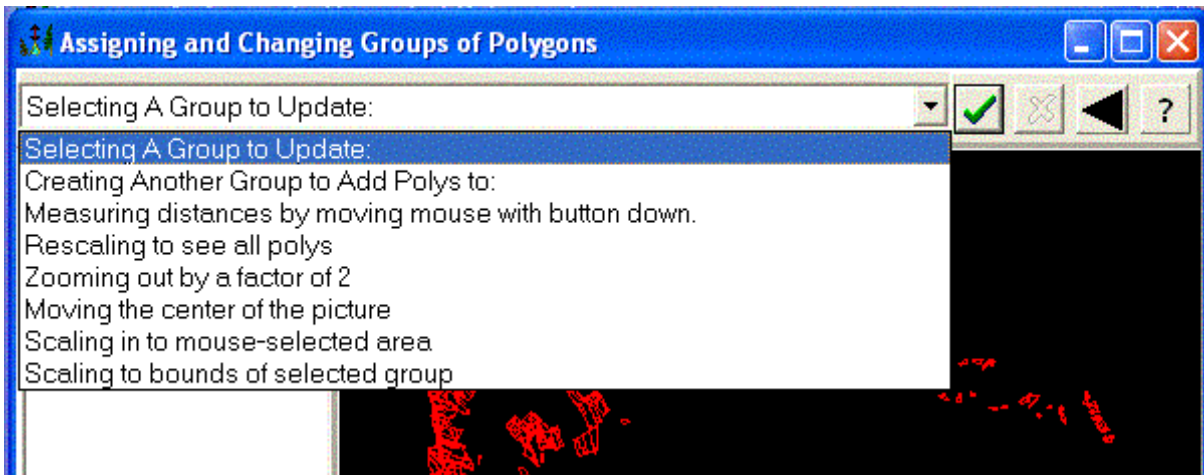 Assigning and Changing Groups of Polygons
Selecting A Group to Update:
?
Selecting A Group to Update:
Creating Another Group to Add Polys to:
Measuring distances by moving mouse with button down.
Rescaling to see all polys
Zooming out by a factor of 2
Moving the center of the picture
Scaling in to mouse-selected area
Scaling to bounds of selected group